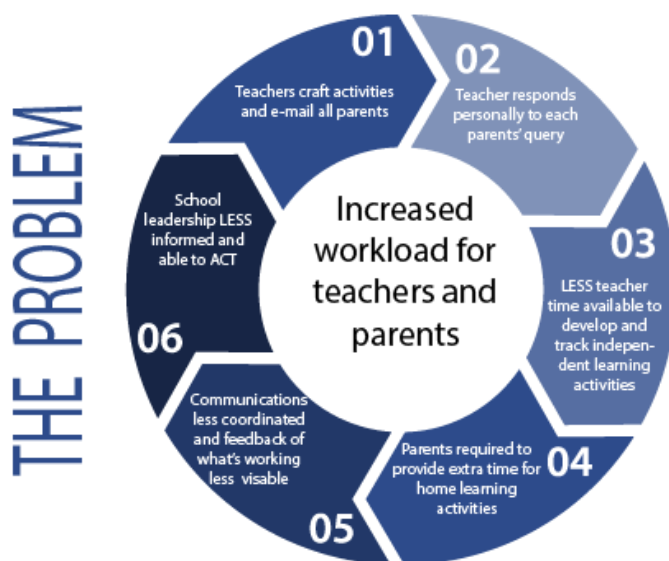 THE PROBLEM
01
Teachers craft activities
and e-mail all parents
02
Teacher responds
personally to each
parents' query
03
LESS teacher
time available to
develop and
track indepen-
dent learning
activities
04
Parents required to
provide extra time for
home learning
activities
05
Communications
less coordinated
and feedback of
what's working
less visable
06
School
leadership LESS
informed and
able to ACT
Increased
workload for
teachers and
parents